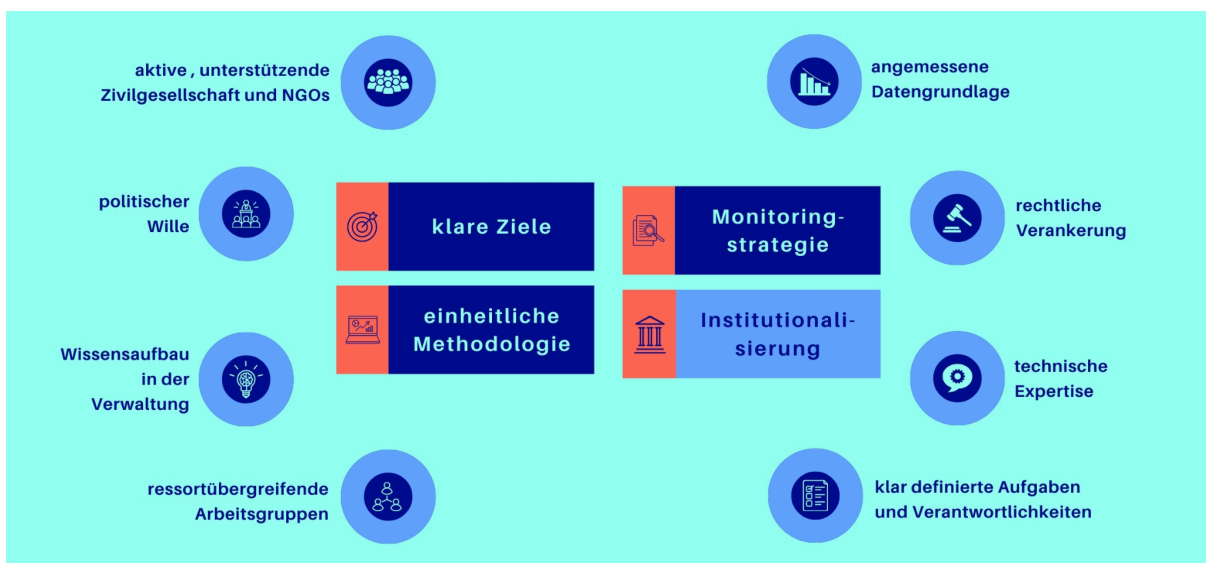 aktive , unterstützende
Zivilgesellschaft und NGOs
angemessene
Datengrundlage
politischer
Wille
klare Ziele
Monitoring-
strategie
rechtliche
Verankerung
einheitliche
Methodologie
Institutionali-
sierung
Wissensaufbau
in der
Verwaltung
technische
Expertise
ressortübergreifende
Arbeitsgruppen
klar definierte Aufgaben
und Verantwortlichkeiten